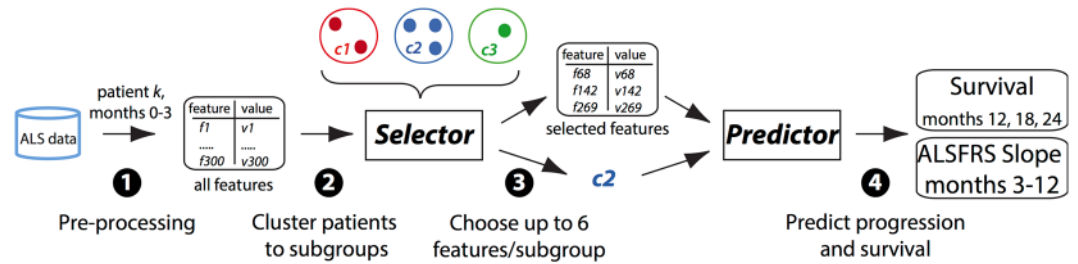 c1
c2
c3
patient k,
months 0-3
ALS data
feature value
f1 v1
..... .....
f300 v300
all features
Selector
feature value
f68 v68
f142 v142
f269 v269
selected features
c2
Predictor
Survival
months 12, 18, 24
ALSFRS Slope
months 3-12
1
Pre-processing
2
Cluster patients
to subgroups
3
Choose up to 6
features/subgroup
4
Predict progression
and survival